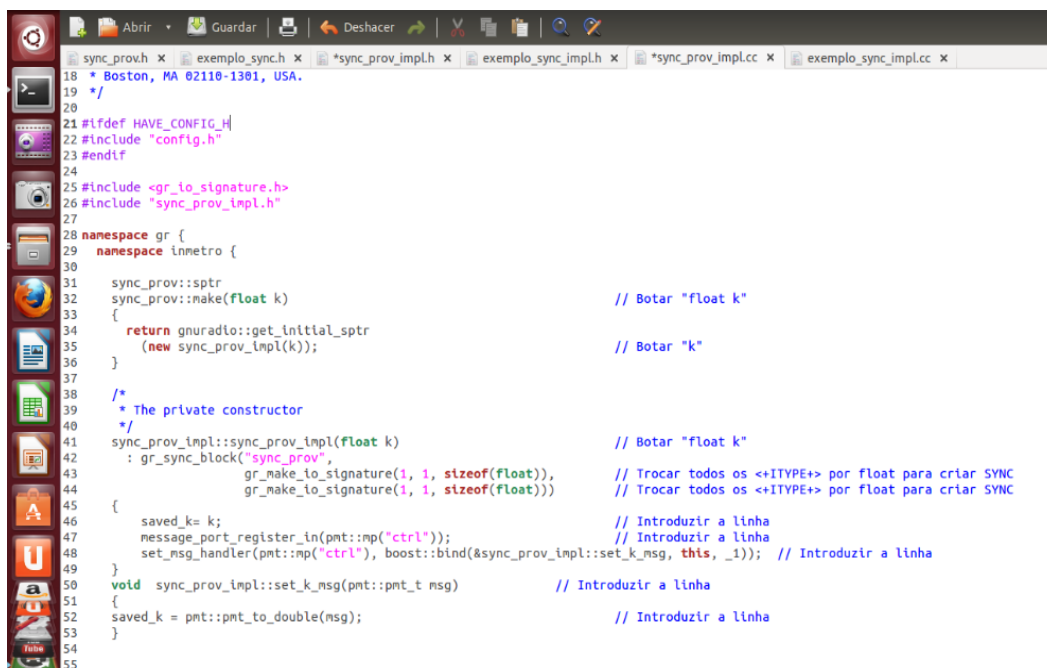 Abrir Guardar Deshacer
sync_prov.h x exemplo_sync.h x *sync_prov_impl.h x exemplo_sync_impl.h x *sync_prov_impl.cc x exemplo_sync_impl.cc x
18 * Boston, MA 02110-1301, USA.
19 */
20
21 #ifdef HAVE_CONFIG_H
22 #include "config.h"
23 #endif
24
25 #include <gr_io_signature.h>
26 #include "sync_prov_impl.h"
27
28 namespace gr {
29 namespace inmetro {
30
31 sync_prov::sptr
32 sync_prov::make(float k) // Botar "float k"
33 {
34 return gnuradio::get_initial_sptr
35 (new sync_prov_impl(k)); // Botar "k"
36 }
37
38 /*
39 * The private constructor
40 */
41 sync_prov_impl::sync_prov_impl(float k) // Botar "float k"
42 : gr_sync_block("sync_prov",
43 gr_make_io_signature(1, 1, sizeof(float)), // Trocar todos os <+ITYPE+> por float para criar SYNC
44 gr_make_io_signature(1, 1, sizeof(float))) // Trocar todos os <+ITYPE+> por float para criar SYNC
45 {
46 saved_k= k; // Introduzir a linha
47 message_port_register_in(pmt::mp("ctrl")); // Introduzir a linha
48 set_msg_handler(pmt::mp("ctrl"), boost::bind(&sync_prov_impl::set_k_msg, this, _1)); // Introduzir a linha
49 }
50 void sync_prov_impl::set_k_msg(pmt::pmt_t msg) // Introduzir a linha
51 {
52 saved_k = pmt::pmt_to_double(msg); // Introduzir a linha
53 }
54
55
You
Tube